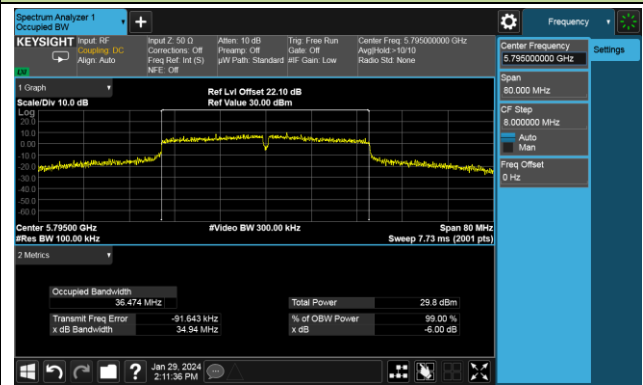 Spectrum Analyzer 1
Occupied BW
Frequency
KEYSIGHT
Input: RF
Coupling: DC
Align: Auto
Input Z: 50 Ω
Corrections: Off
Freq Ref: Int (S)
NFE: Off
Atten: 10 dB
Preamp: Off
µW Path: Standard
Trig: Free Run
Gate: Off
#IF Gain: Low
Center Freq: 5.795000000 GHz
Avg|Hold:>10/10
Radio Std: None
LW
Center Frequency
5.795000000 GHz
Settings
Span
80.000 MHz
CF Step
8.000000 MHz
Auto
Man
Freq Offset
0 Hz
1 Graph
Scale/Div 10.0 dB
Ref Lvl Offset 22.10 dB
Ref Value 30.00 dBm
Log
20.0
10.0
0.00
-10.0
-20.0
-30.0
-40.0
-50.0
-60.0
Center 5.79500 GHz
#Video BW 300.00 kHz
Span 80 MHz
#Res BW 100.00 kHz
Sweep 7.73 ms (2001 pts)
2 Metrics
Occupied Bandwidth
36.474 MHz
Total Power 29.8 dBm
Transmit Freq Error -91.643 kHz
% of OBW Power 99.00 %
x dB Bandwidth 34.94 MHz
x dB -6.00 dB
Jan 29, 2024
2:11:36 PM